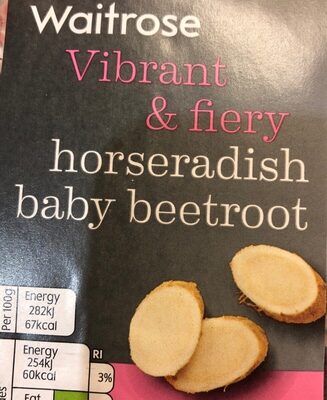 Waitrose
Vibrant
& fiery
horseradish
baby beetroot
Per 100g
Energy
282kJ
67kcal
Energy
254kJ
60kcal
RI
3%
Fat